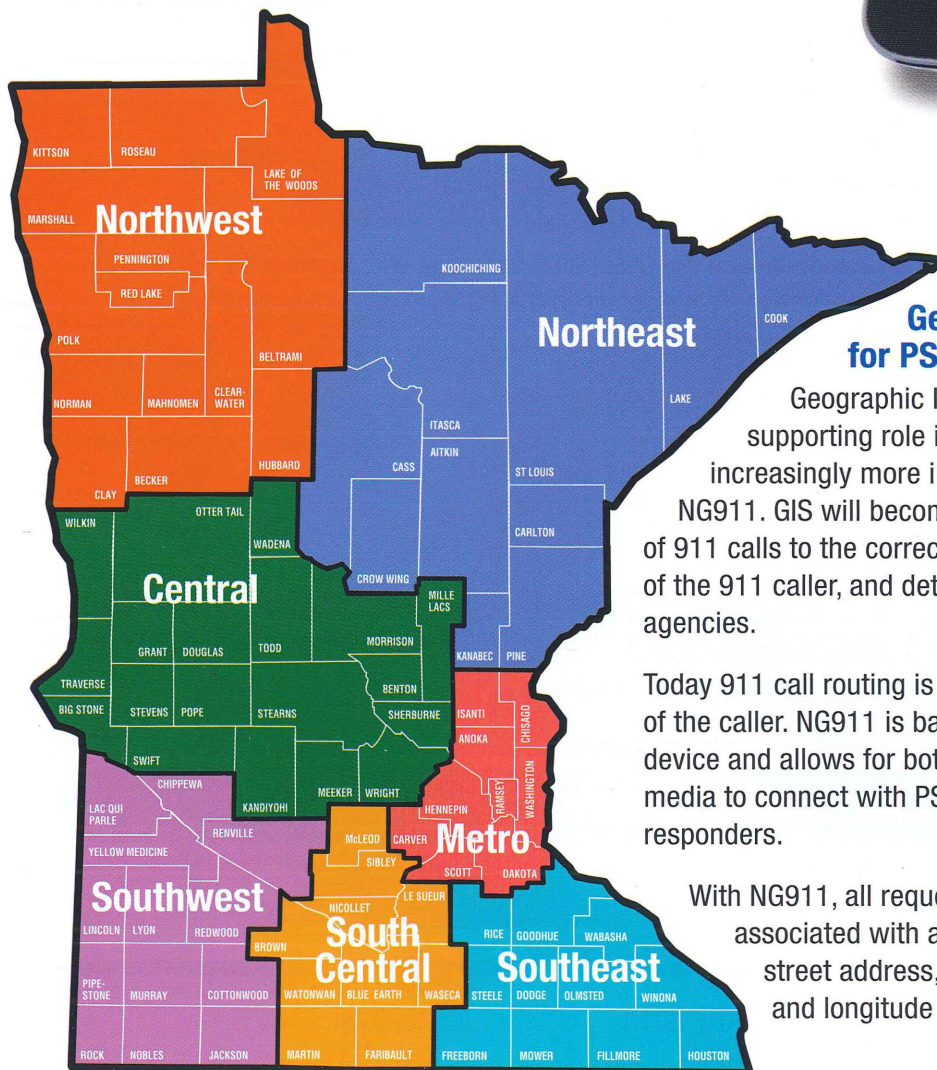 KITTSON
ROSEAU
LAKE OF
THE WOODS
MARSHALL
Northwest
PENNINGTON
RED LAKE
POLK
BELTRAMI
NORMAN
MAHNOMEN
CLEAR-
WATER
HUBBARD
BECKER
CLAY
KOOCHICHING
Northeast
COOK
LAKE
ITASCA
CASS
AITKIN
ST LOUIS
CARLTON
CROW WING
KANABEC
PINE
WILKIN
OTTER TAIL
WADENA
Central
MILLE
LACS
MORRISON
GRANT
DOUGLAS
TODD
TRAVERSE
BENTON
BIG STONE
STEVENS
POPE
STEARNS
SHERBURNE
SWIFT
KANDIYOHI
MEEKER
WRIGHT
ISANTI
CHISAGO
ANOKA
HENNEPIN
RAMSEY
WASHINGTON
CARVER
Metro
SCOTT
DAKOTA
CHIPPEWA
LAC QUI
PARLE
RENVILLE
YELLOW MEDICINE
Southwest
LINCOLN
LYON
REDWOOD
PIPE-
STONE
MURRAY
COTTONWOOD
ROCK
NOBLES
JACKSON
McLEOD
SIBLEY
LE SUEUR
NICOLLET
BROWN
South
Central
WATONWAN
BLUE EARTH
WASECA
MARTIN
FARIBAULT
RICE
GOODHUE
WABASHA
Southeast
STEELE
DODGE
OLMSTED
WINONA
FREEBORN
MOWER
FILLMORE
HOUSTON
Ge
for PS
Geographic I
supporting role i
increasingly more i
NG911. GIS will becom
of 911 calls to the correc
of the 911 caller, and det
agencies.
Today 911 call routing is
of the caller. NG911 is ba
device and allows for bot
media to connect with PS
responders.
With NG911, all reque
associated with a
street address,
and longitude